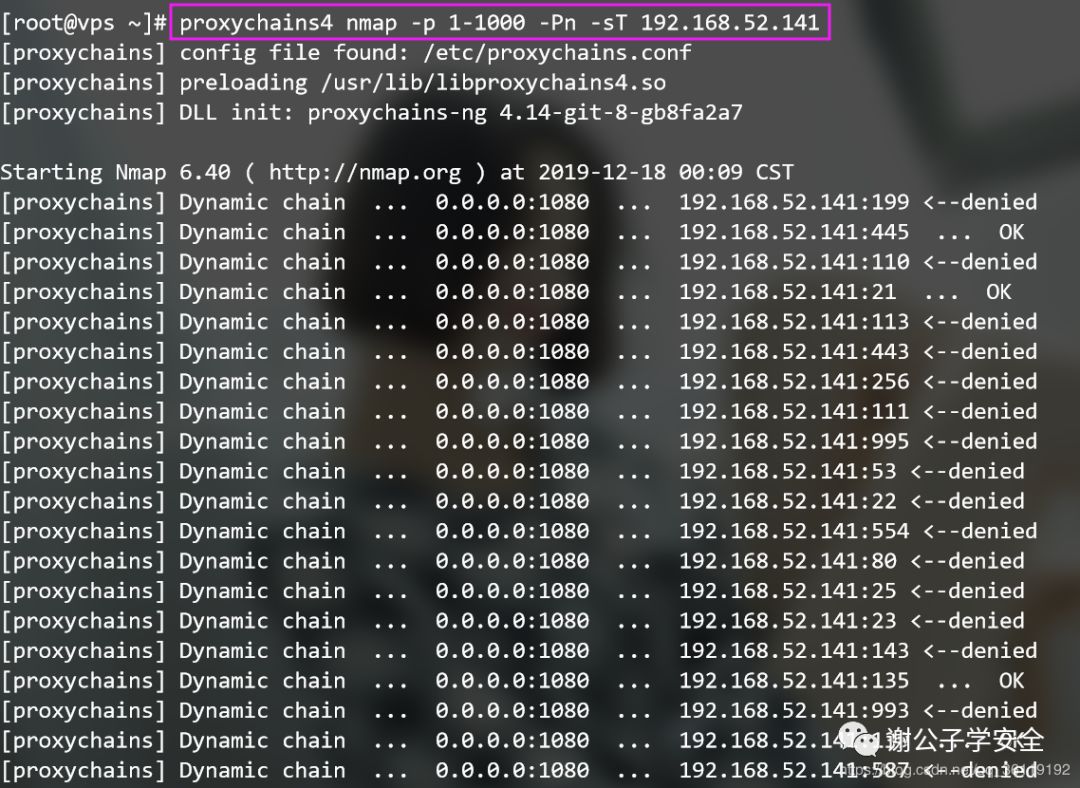 [root@vps ~]# proxychains4 nmap -p 1-1000 -Pn -sT 192.168.52.141
[proxychains] config file found: /etc/proxychains.conf
[proxychains] preloading /usr/lib/libproxychains4.so
[proxychains] DLL init: proxychains-ng 4.14-git-8-gb8fa2a7
Starting Nmap 6.40 ( http://nmap.org ) at 2019-12-18 00:09 CST
[proxychains] Dynamic chain ... 0.0.0.0:1080 ... 192.168.52.141:199 <--denied
[proxychains] Dynamic chain ... 0.0.0.0:1080 ... 192.168.52.141:445 ... OK
[proxychains] Dynamic chain ... 0.0.0.0:1080 ... 192.168.52.141:110 <--denied
[proxychains] Dynamic chain ... 0.0.0.0:1080 ... 192.168.52.141:21 ... OK
[proxychains] Dynamic chain ... 0.0.0.0:1080 ... 192.168.52.141:113 <--denied
[proxychains] Dynamic chain ... 0.0.0.0:1080 ... 192.168.52.141:443 <--denied
[proxychains] Dynamic chain ... 0.0.0.0:1080 ... 192.168.52.141:256 <--denied
[proxychains] Dynamic chain ... 0.0.0.0:1080 ... 192.168.52.141:111 <--denied
[proxychains] Dynamic chain ... 0.0.0.0:1080 ... 192.168.52.141:995 <--denied
[proxychains] Dynamic chain ... 0.0.0.0:1080 ... 192.168.52.141:53 <--denied
[proxychains] Dynamic chain ... 0.0.0.0:1080 ... 192.168.52.141:22 <--denied
[proxychains] Dynamic chain ... 0.0.0.0:1080 ... 192.168.52.141:554 <--denied
[proxychains] Dynamic chain ... 0.0.0.0:1080 ... 192.168.52.141:80 <--denied
[proxychains] Dynamic chain ... 0.0.0.0:1080 ... 192.168.52.141:25 <--denied
[proxychains] Dynamic chain ... 0.0.0.0:1080 ... 192.168.52.141:23 <--denied
[proxychains] Dynamic chain ... 0.0.0.0:1080 ... 192.168.52.141:143 <--denied
[proxychains] Dynamic chain ... 0.0.0.0:1080 ... 192.168.52.141:135 ... OK
[proxychains] Dynamic chain ... 0.0.0.0:1080 ... 192.168.52.141:993 <--denied
[proxychains] Dynamic chain ... 0.0.0.0:1080 ... OK
谢公子学安全
[proxychains] Dynamic chain ... 0.0.0.0:1080 ... 192.168.52.141:587 <--denied